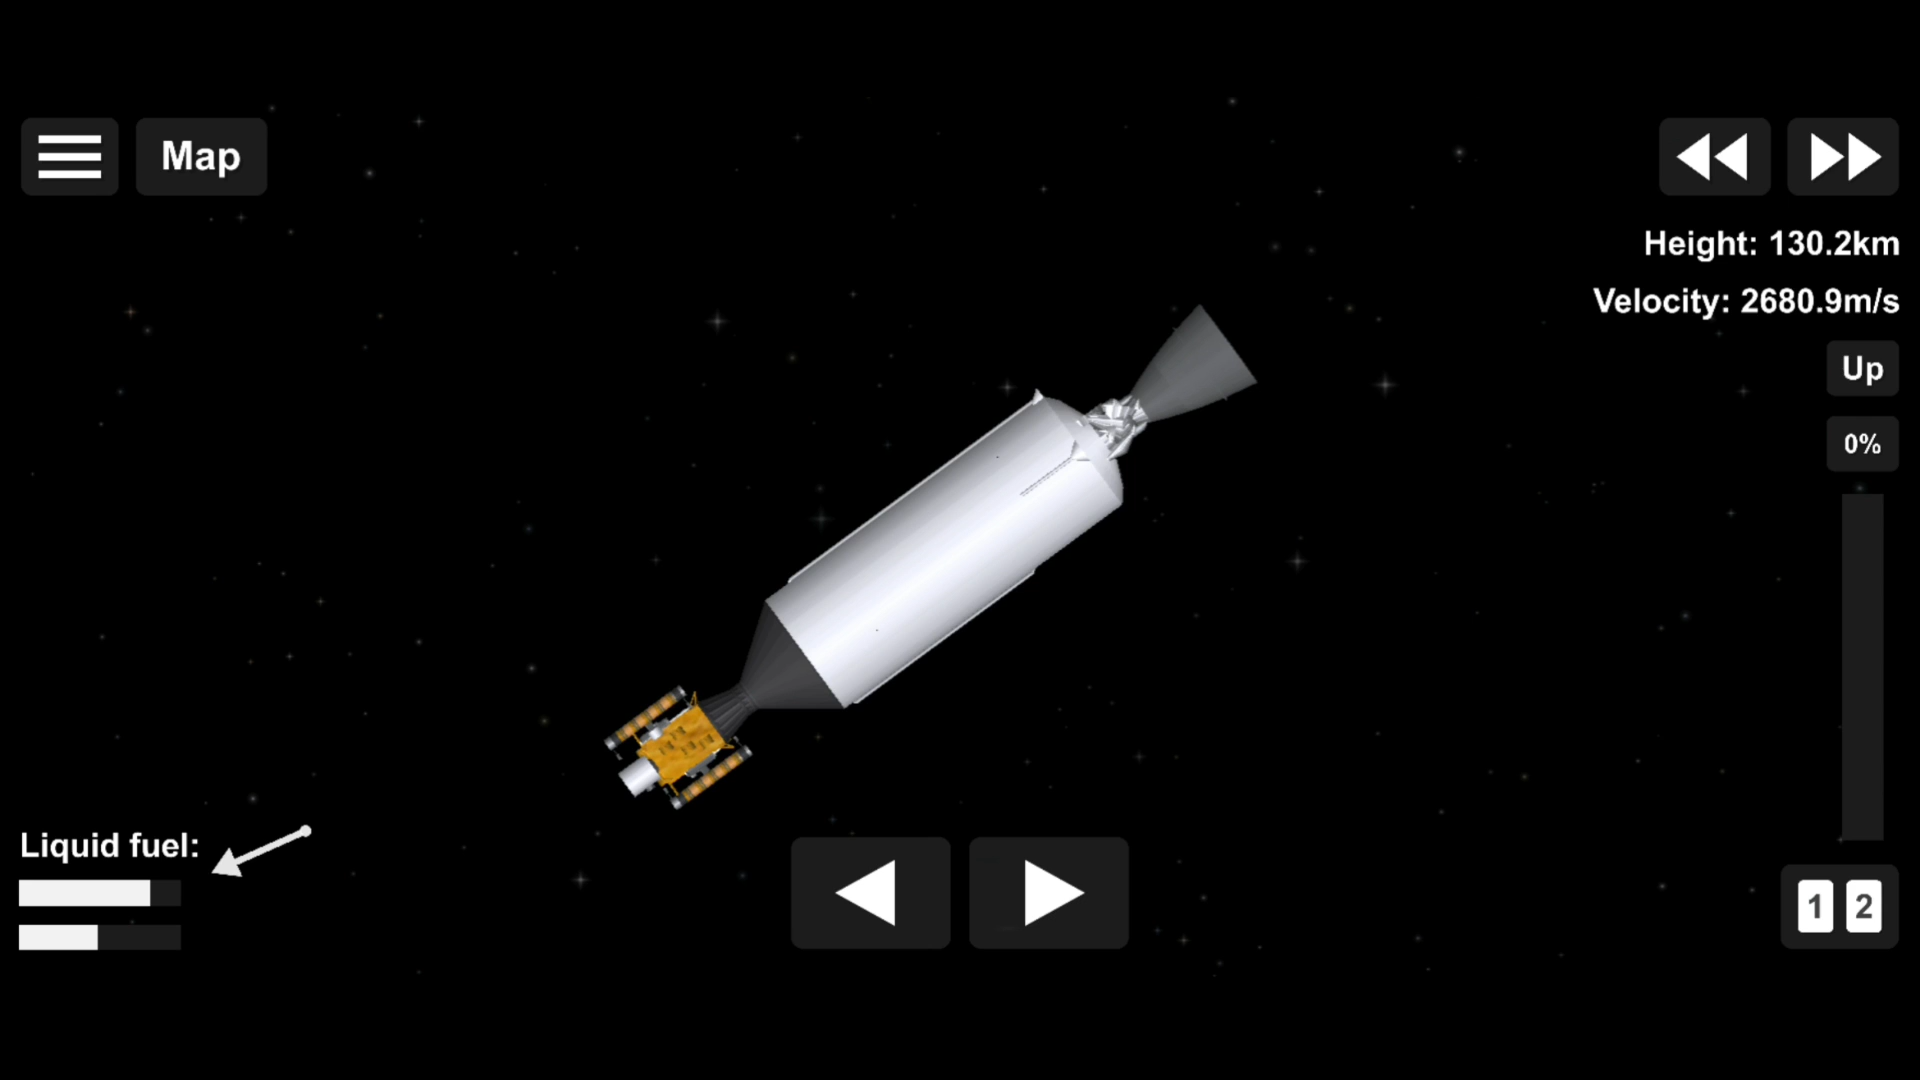 Map
Height: 130.2km
Velocity: 2680.9m/s
Up
0%
Liquid fuel:
1 2